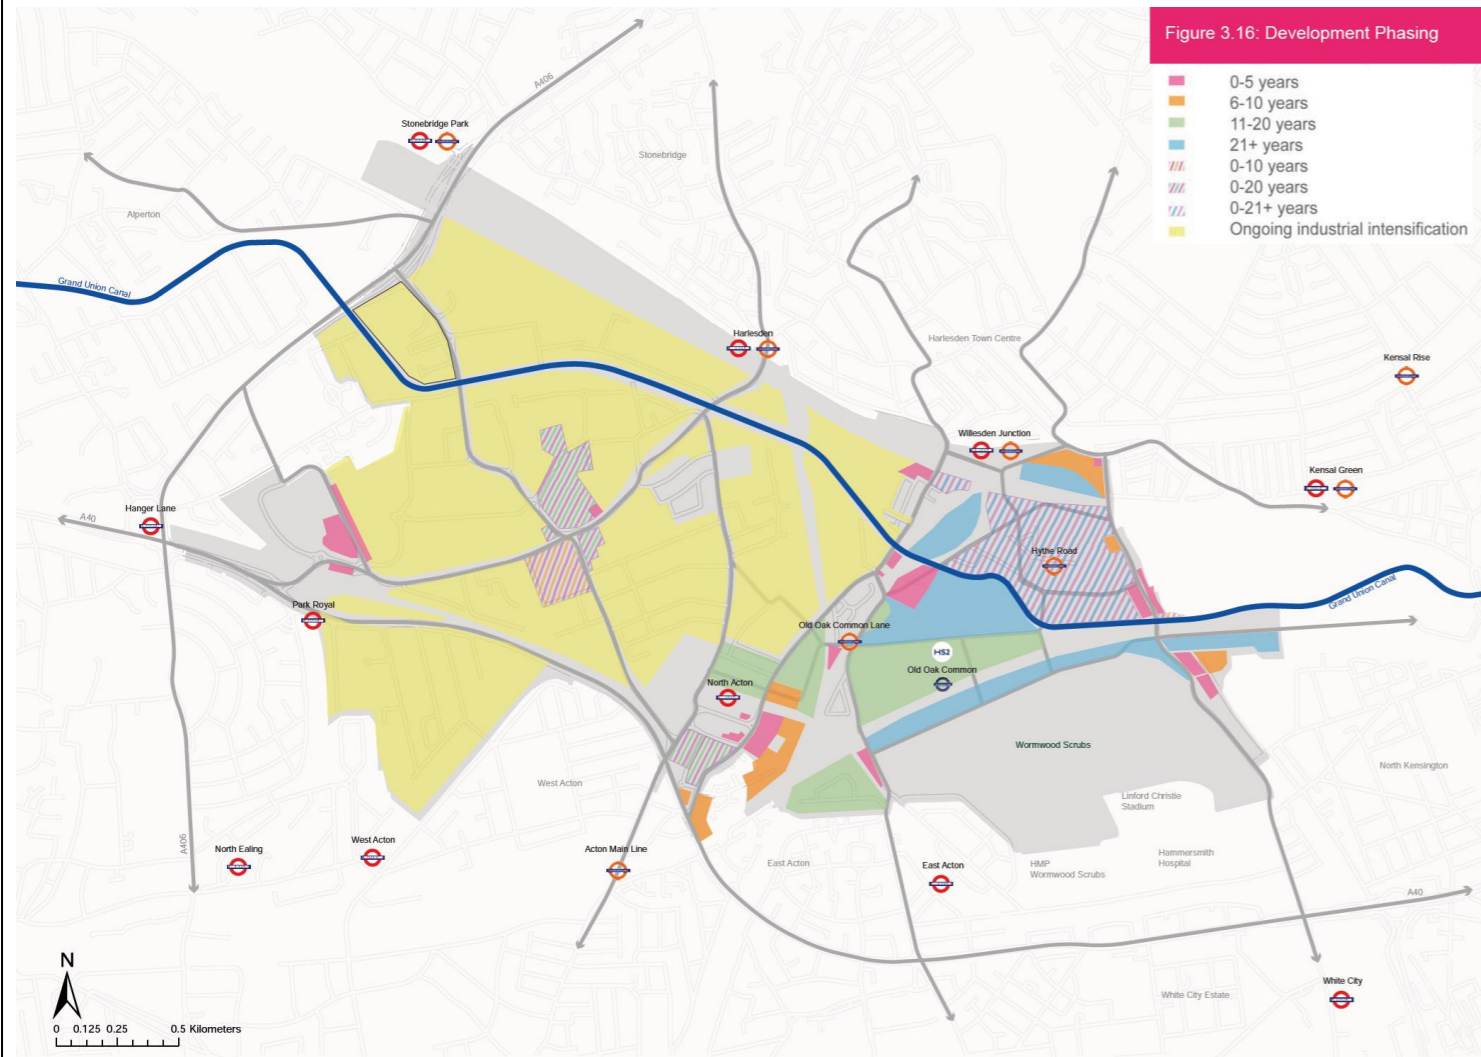 Figure 3.16: Development Phasing
0-5 years
6-10 years
11-20 years
21+ years
0-10 years
0-20 years
0-21+ years
Ongoing industrial intensification
A406
Stonebridge Park
Stonebridge
Alperton
Grand Union Canal
Harlesden
Harlesden Town Centre
Kensal Rise
Willesden Junction
Kensal Green
Hanger Lane
A40
Hythe Road
Grand Union Canal
Park Royal
Old Oak Common Lane
HS2
Old Oak Common
North Acton
Wormwood Scrubs
North Kensington
West Acton
Linford Christie
Stadium
A406
North Ealing
West Acton
Acton Main Line
East Acton
East Acton
HMP
Wormwood Scrubs
Hammersmith
Hospital
A40
White City
White City Estate
N
0 0.125 0.25 0.5 Kilometers